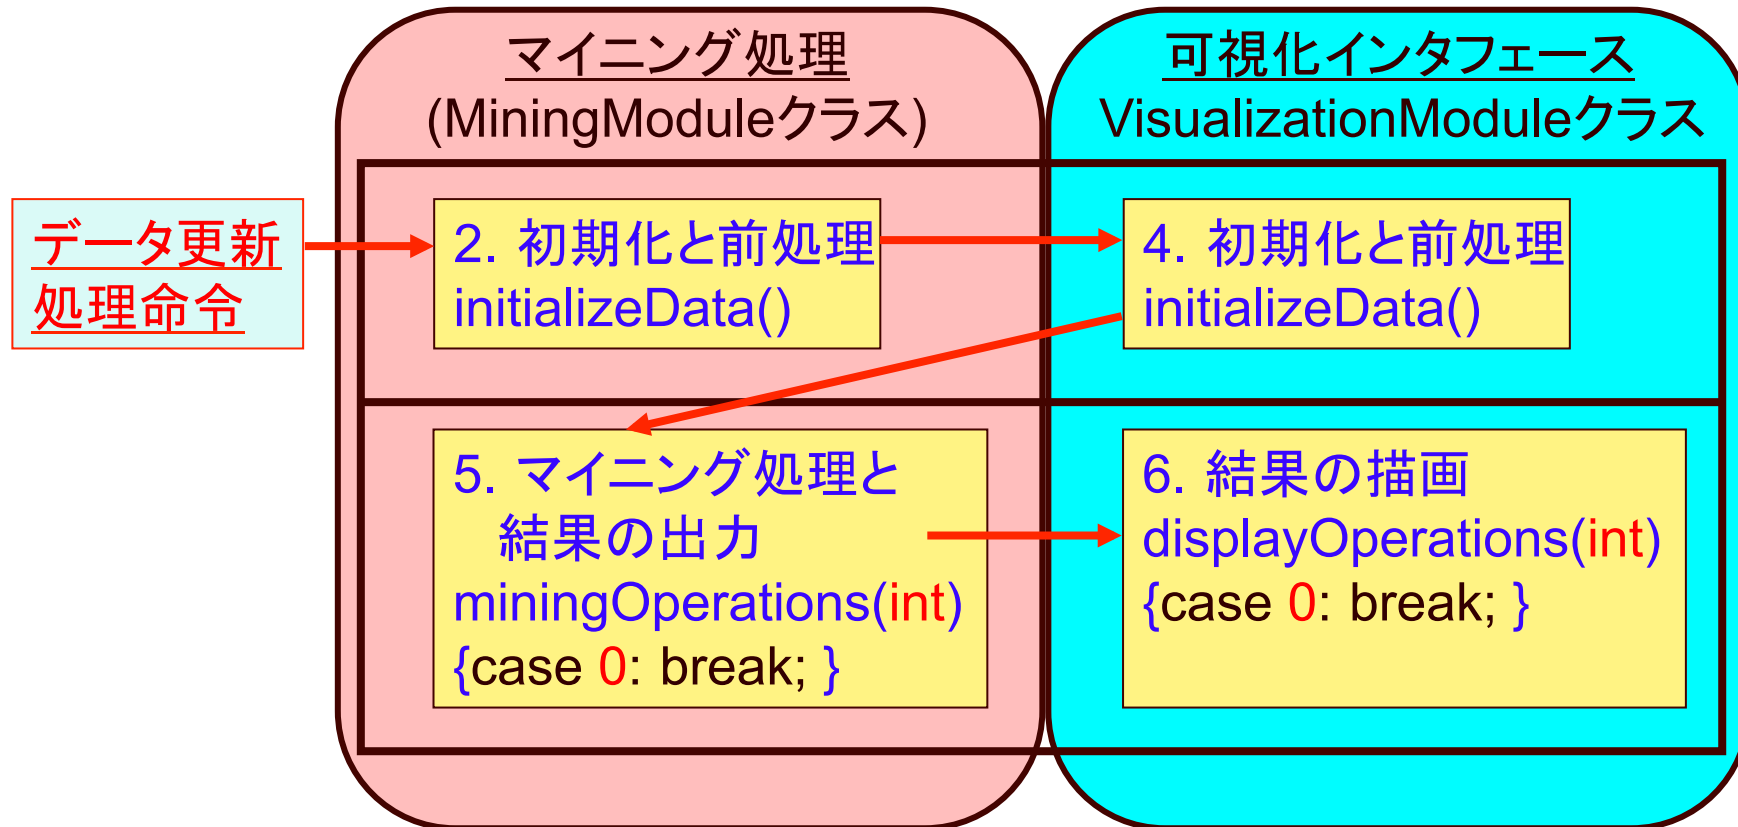 マイニング処理
(MiningModuleクラス)
可視化インタフェース
VisualizationModuleクラス
データ更新
処理命令
2. 初期化と前処理
initializeData()
4. 初期化と前処理
initializeData()
5. マイニング処理と
結果の出力
miningOperations(int)
{case 0: break; }
6. 結果の描画
displayOperations(int)
{case 0: break; }